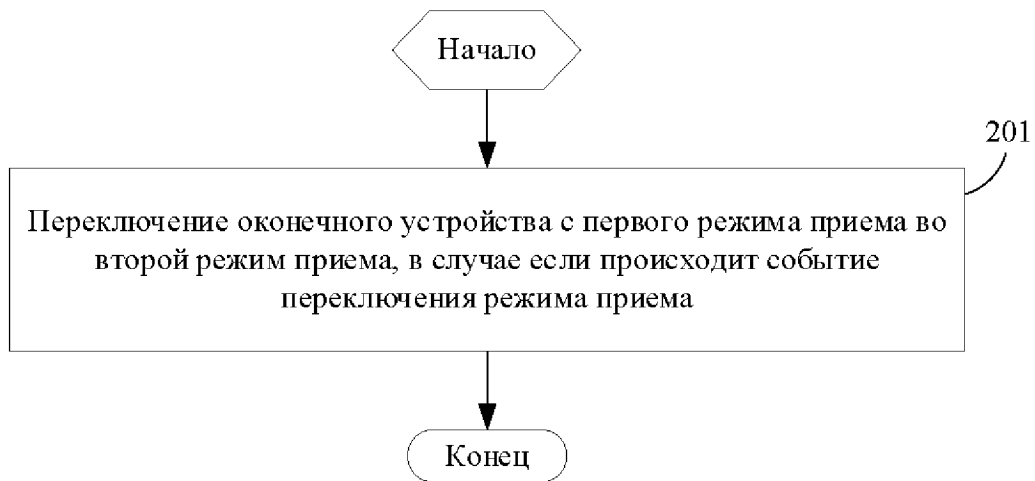 Начало
201
Переключение оконечного устройства с первого режима приема во
второй режим приема, в случае если происходит событие
переключения режима приема
Конец